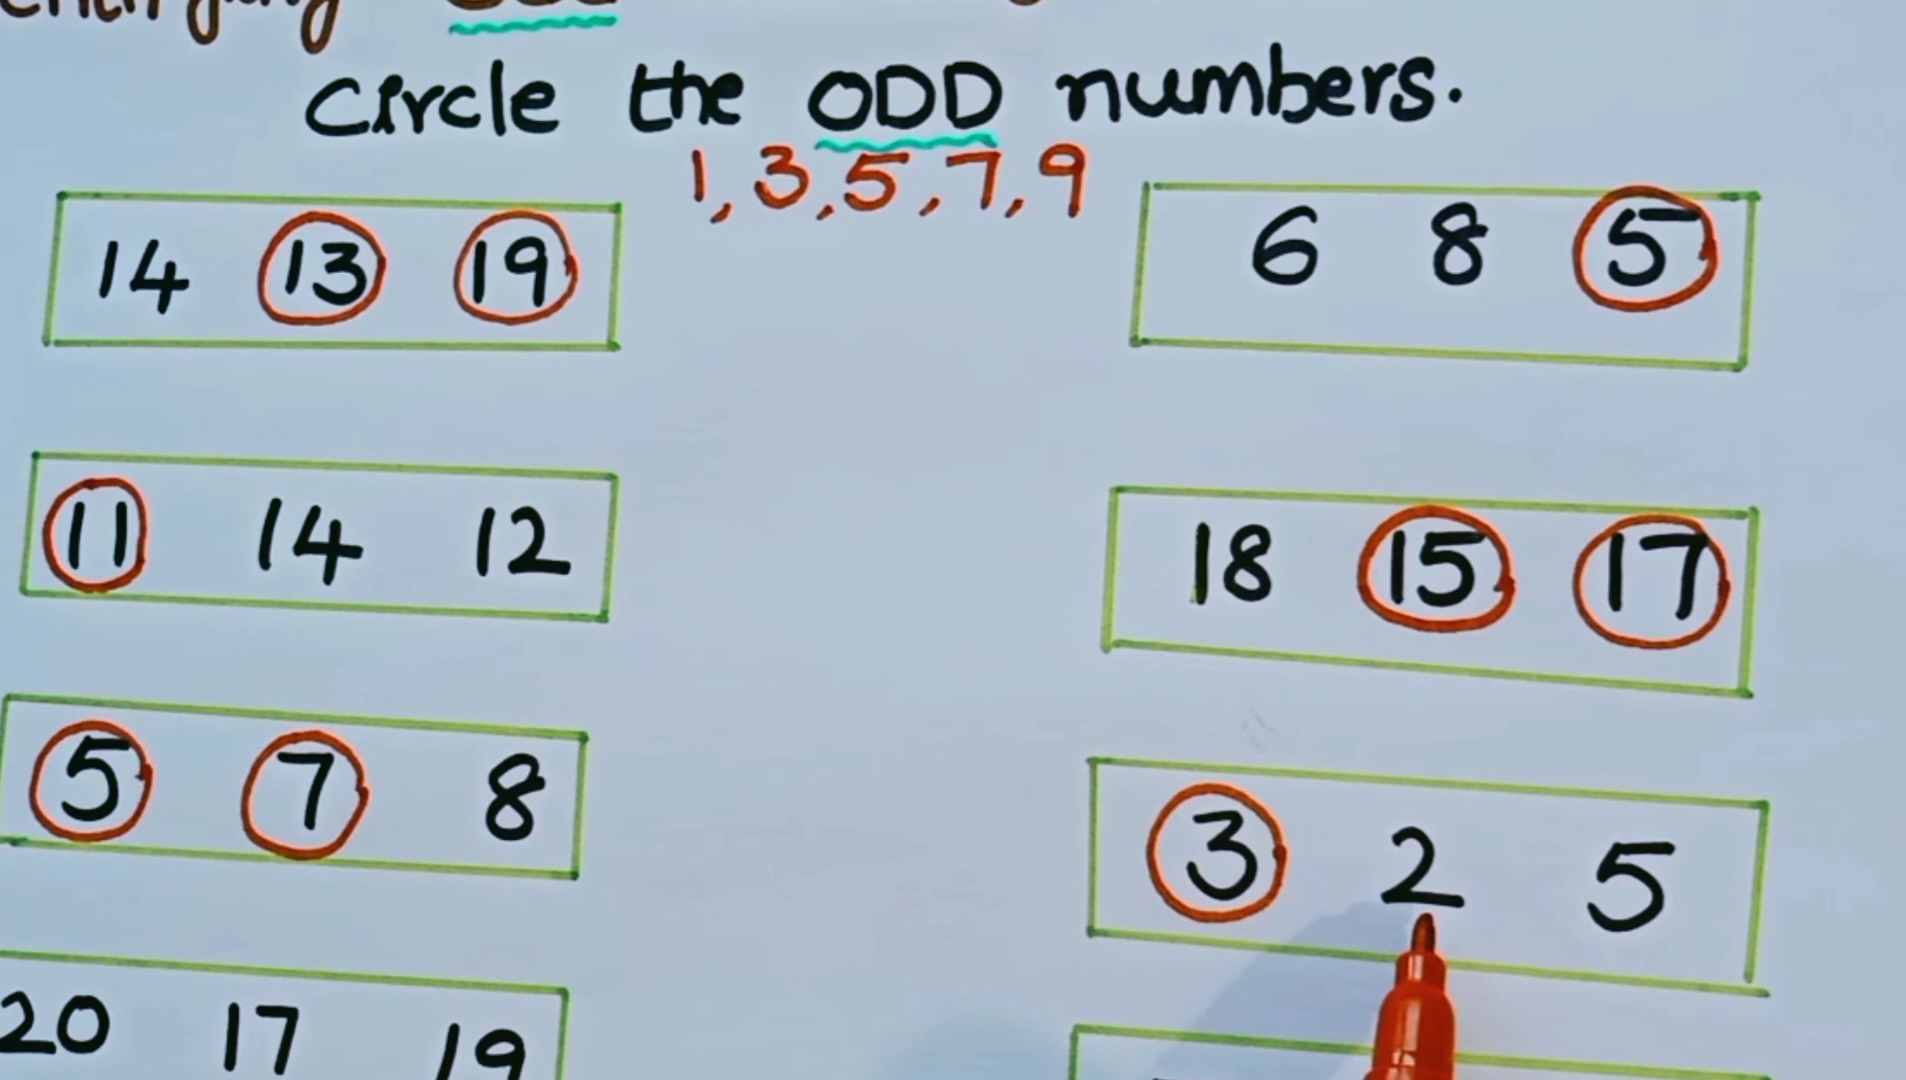 Circle the ODD numbers.
1, 3, 5, 7, 9
14 13 19
6 8 5
11 14 12
18 15 17
5 7 8
3 2 5
20 17 19